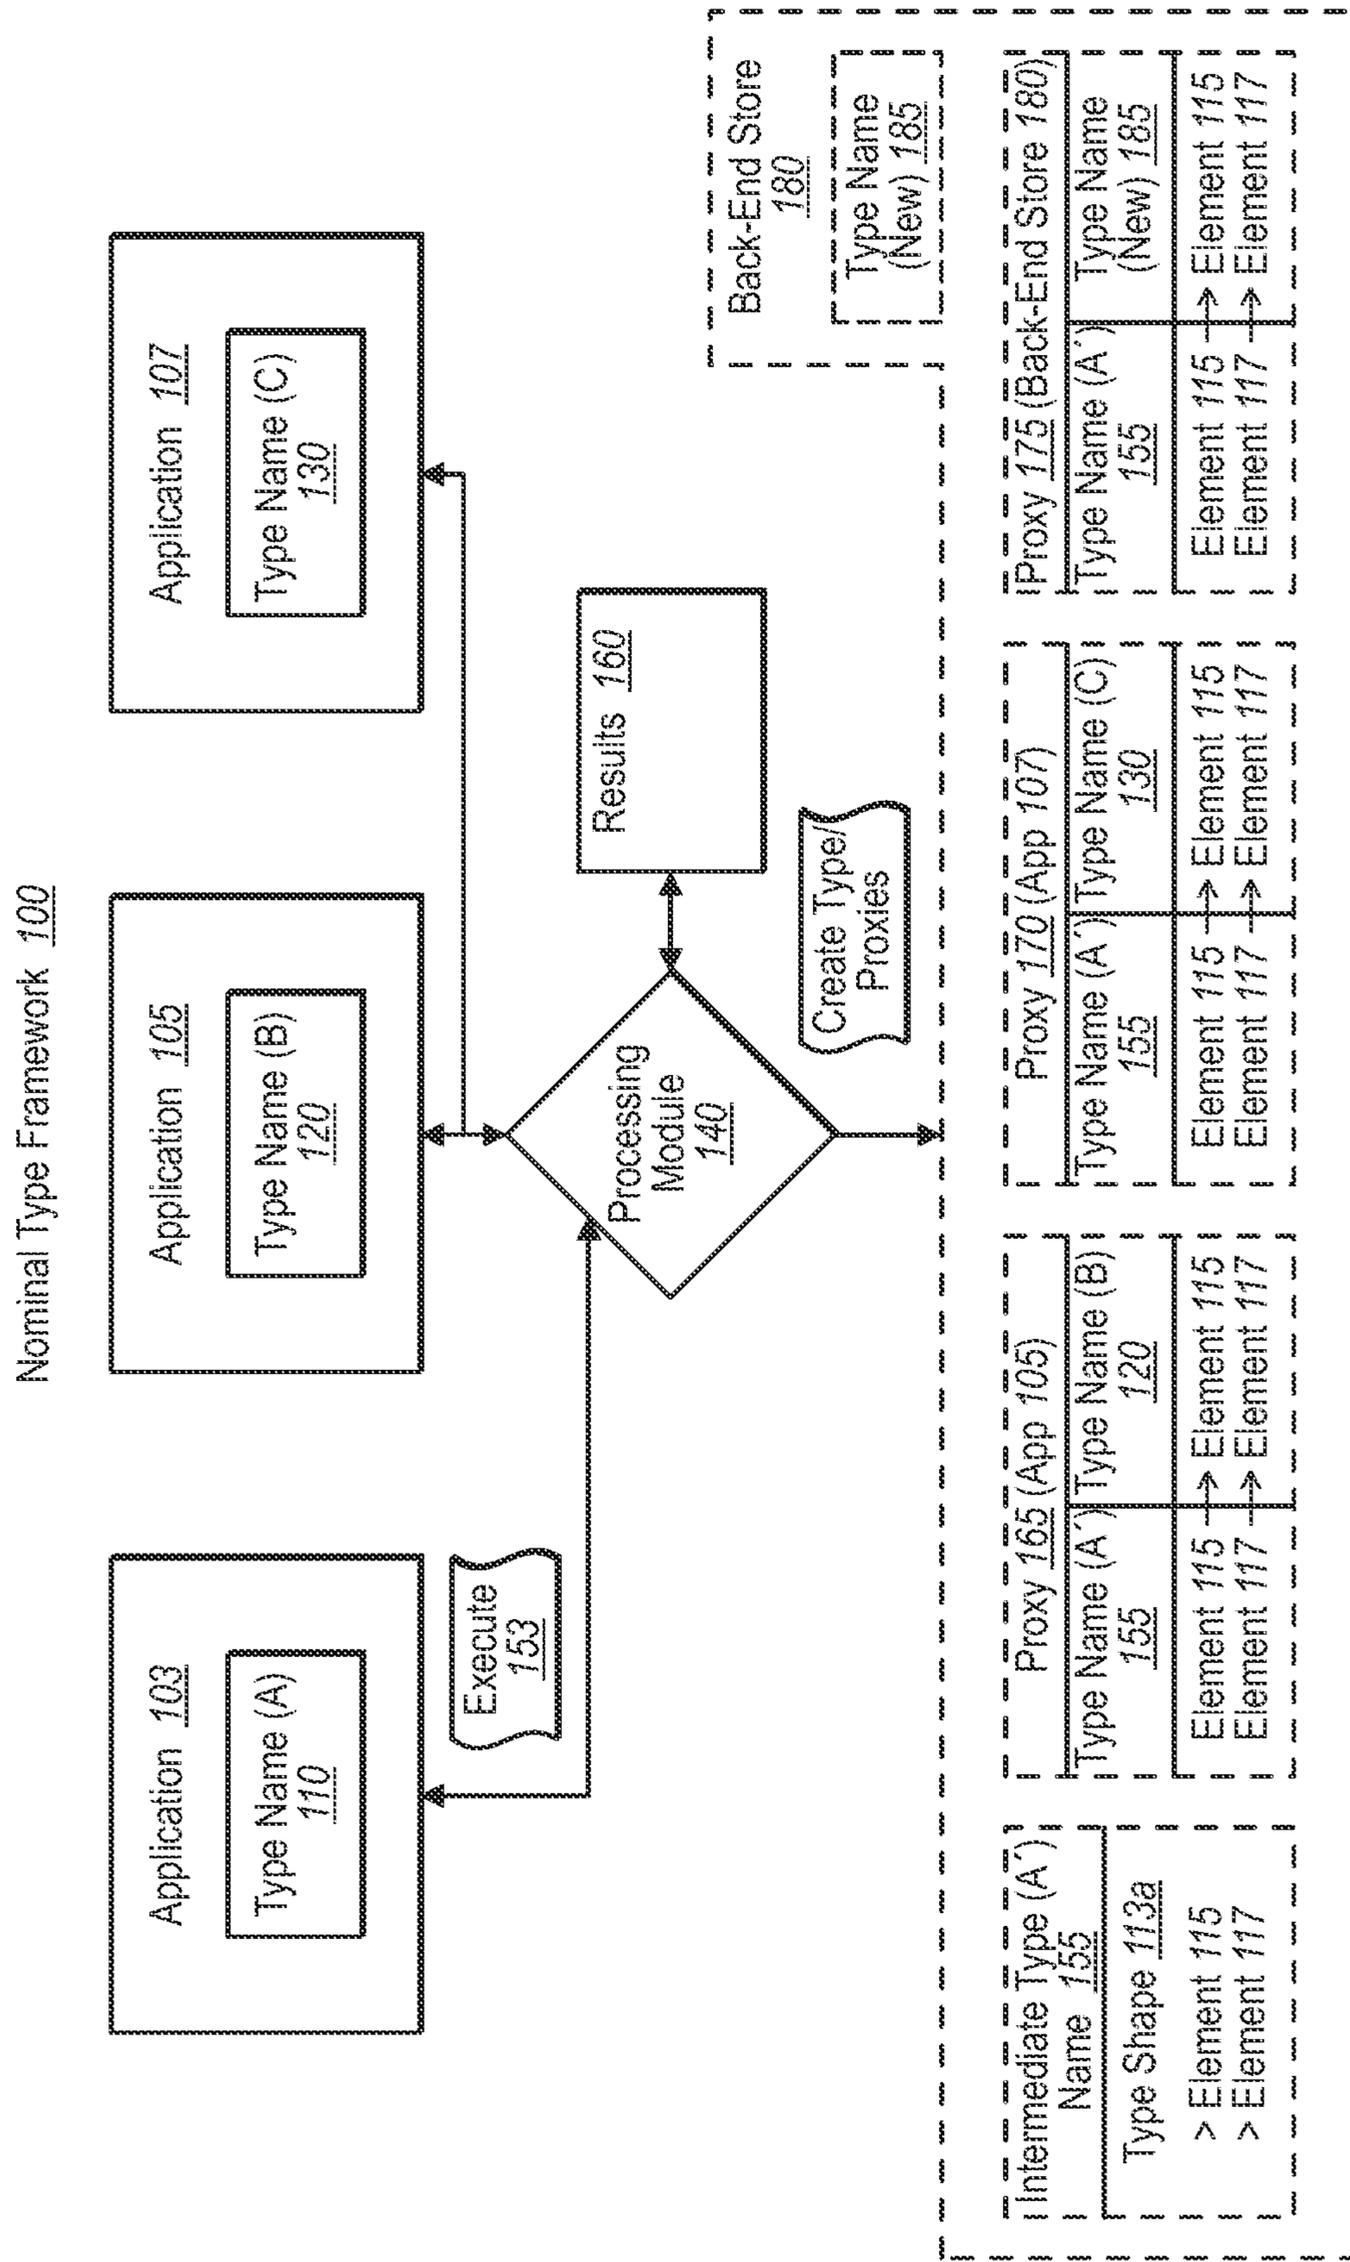 Nominal Type Framework 100
Application 103
Type Name (A)
110
Application 105
Type Name (B)
120
Application 107
Type Name (C)
130
Execute
153
Processing
Module
140
Results 160
Create Type/
Proxies
Back-End Store
180
Type Name
(New) 185
Intermediate Type (A´)
Name 155
Type Shape 113a
> Element 115
> Element 117
Proxy 165 (App 105)
Type Name (A´) Type Name (B)
155 120
Element 115 → Element 115
Element 117 → Element 117
Proxy 170 (App 107)
Type Name (A´) Type Name (C)
155 130
Element 115 → Element 115
Element 117 → Element 117
Proxy 175 (Back-End Store 180)
Type Name (A´)
155
Type Name
(New) 185
Element 115 → Element 115
Element 117 → Element 117